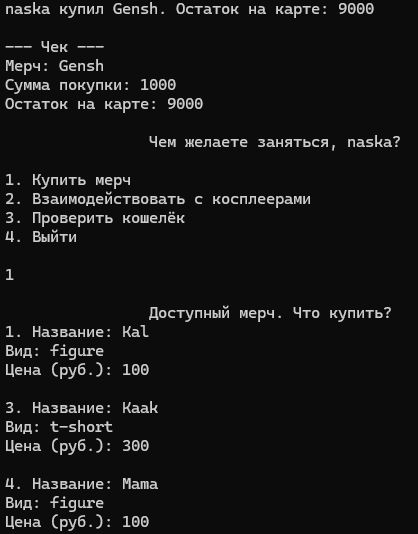 naska купил Gensh. Остаток на карте: 9000
--- Чек ---
Мерч: Gensh
Сумма покупки: 1000
Остаток на карте: 9000
Чем желаете заняться, naska?
1. Купить мерч
2. Взаимодействовать с косплеерами
3. Проверить кошелёк
4. Выйти
1
Доступный мерч. Что купить?
1. Название: Kal
Вид: figure
Цена (руб.): 100
3. Название: Kaak
Вид: t-short
Цена (руб.): 300
4. Название: Mama
Вид: figure
Цена (руб.): 100